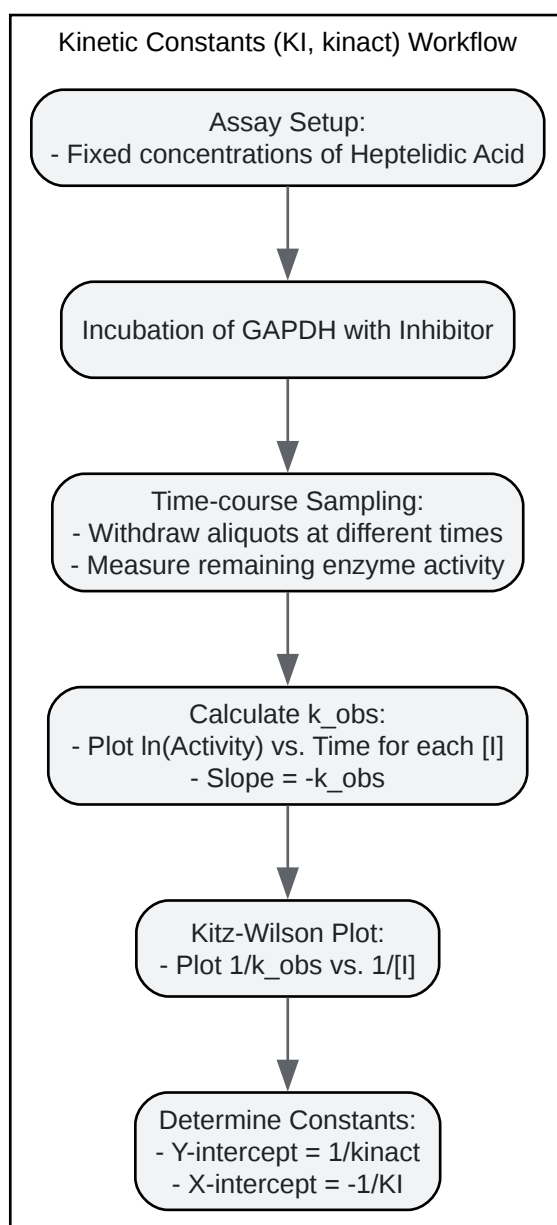 Kinetic Constants (KI, kinact) Workflow
Assay Setup:
- Fixed concentrations of Heptelidic Acid
Incubation of GAPDH with Inhibitor
Time-course Sampling:
- Withdraw aliquots at different times
- Measure remaining enzyme activity
Calculate k_obs:
- Plot ln(Activity) vs. Time for each [I]
- Slope = -k_obs
Kitz-Wilson Plot:
- Plot 1/k_obs vs. 1/[I]
Determine Constants:
- Y-intercept = 1/kinact
- X-intercept = -1/KI